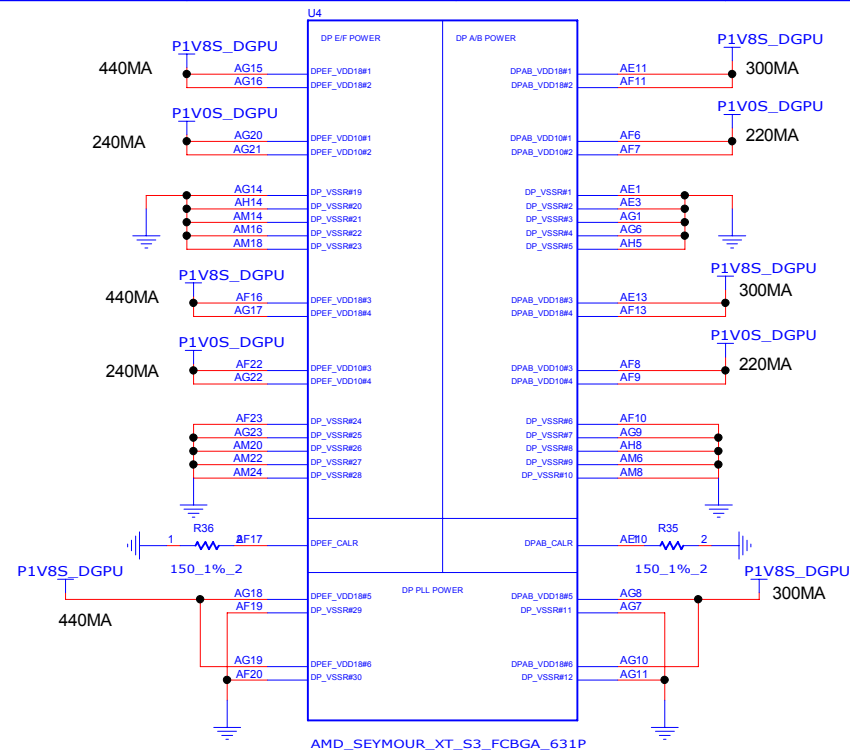 U4
DP E/F POWER
DP A/B POWER
P1V8S_DGPU
440MA
AG15
AG16
DPEF_VDD18#1
DPEF_VDD18#2
DPAB_VDD18#1
DPAB_VDD18#2
AE11
AF11
P1V8S_DGPU
300MA
P1V0S_DGPU
240MA
AG20
AG21
DPEF_VDD10#1
DPEF_VDD10#2
DPAB_VDD10#1
DPAB_VDD10#2
AF6
AF7
P1V0S_DGPU
220MA
AG14
AH14
AM14
AM16
AM18
DP_VSSR#19
DP_VSSR#20
DP_VSSR#21
DP_VSSR#22
DP_VSSR#23
DP_VSSR#1
DP_VSSR#2
DP_VSSR#3
DP_VSSR#4
DP_VSSR#5
AE1
AE3
AG1
AG6
AH5
P1V8S_DGPU
440MA
AF16
AG17
DPEF_VDD18#3
DPEF_VDD18#4
DPAB_VDD18#3
DPAB_VDD18#4
AE13
AF13
P1V8S_DGPU
300MA
P1V0S_DGPU
240MA
AF22
AG22
DPEF_VDD10#3
DPEF_VDD10#4
DPAB_VDD10#3
DPAB_VDD10#4
AF8
AF9
P1V0S_DGPU
220MA
AF23
AG23
AM20
AM22
AM24
DP_VSSR#24
DP_VSSR#25
DP_VSSR#26
DP_VSSR#27
DP_VSSR#28
DP_VSSR#6
DP_VSSR#7
DP_VSSR#8
DP_VSSR#9
DP_VSSR#10
AF10
AG9
AH8
AM6
AM8
R36
1
2
AF17
150_1%_2
DPEF_CALR
DPAB_CALR
AE10
1
R35
2
150_1%_2
P1V8S_DGPU
440MA
DP PLL POWER
AG18
AF19
DPEF_VDD18#5
DP_VSSR#29
DPAB_VDD18#5
DP_VSSR#11
AG8
AG7
P1V8S_DGPU
300MA
AG19
AF20
DPEF_VDD18#6
DP_VSSR#30
DPAB_VDD18#6
DP_VSSR#12
AG10
AG11
AMD_SEYMOUR_XT_S3_FCBGA_631P